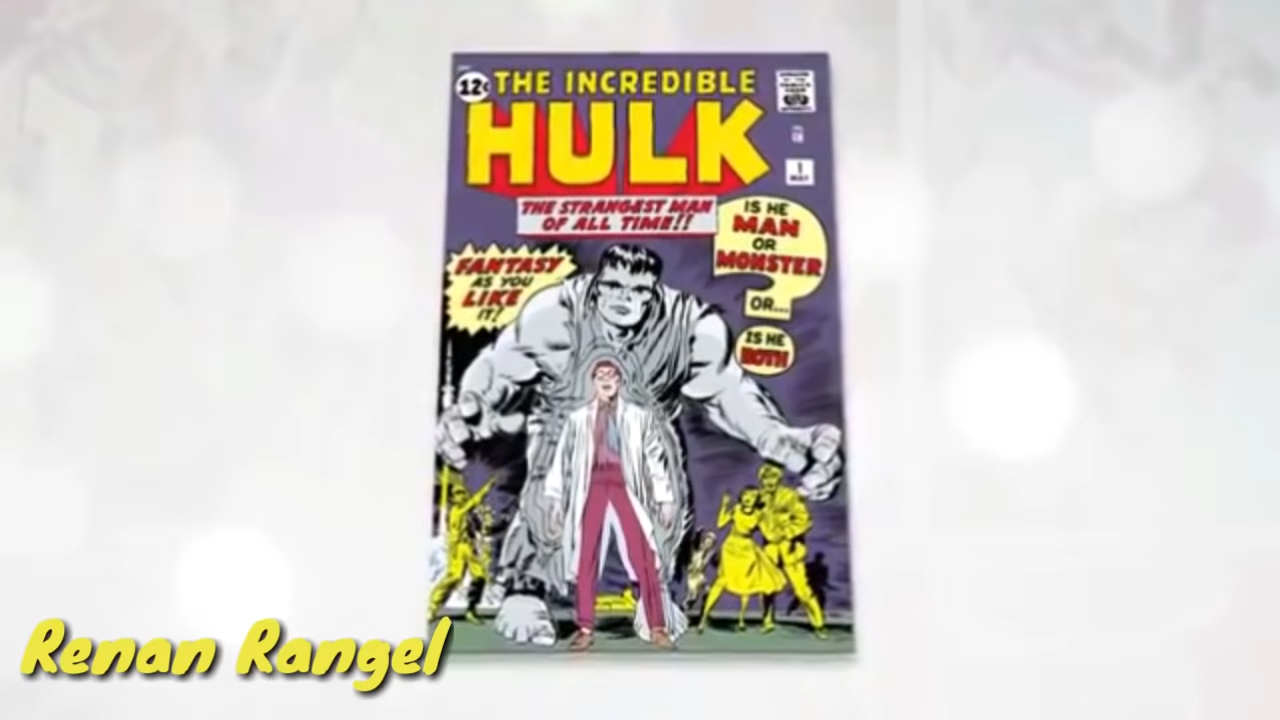 12¢
THE INCREDIBLE
HULK
1
MAY
THE STRANGEST MAN
OF ALL TIME!!
IS HE
MAN
OR
MONSTER
OR...
IS HE
BOTH
FANTASY
AS YOU
LIKE
IT!
Renan Rangel